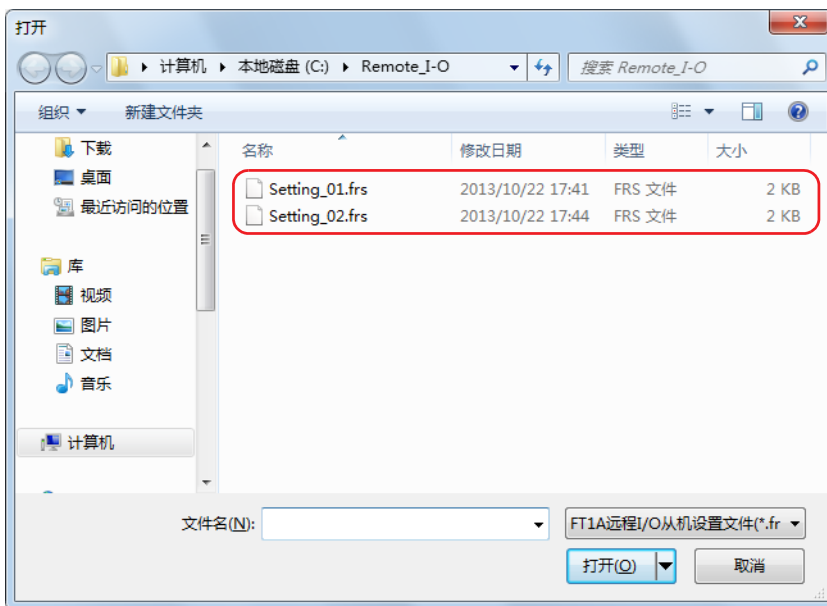 打开
计算机 本地磁盘 (C:) Remote_I-O
搜索 Remote_I-O
组织 新建文件夹
名称 修改日期 类型 大小
Setting_01.frs 2013/10/22 17:41 FRS 文件 2 KB
Setting_02.frs 2013/10/22 17:44 FRS 文件 2 KB
下载
桌面
最近访问的位置
库
视频
图片
文档
音乐
计算机
文件名(N):
FT1A远程I/O从机设置文件(*.fr
打开(O) 取消